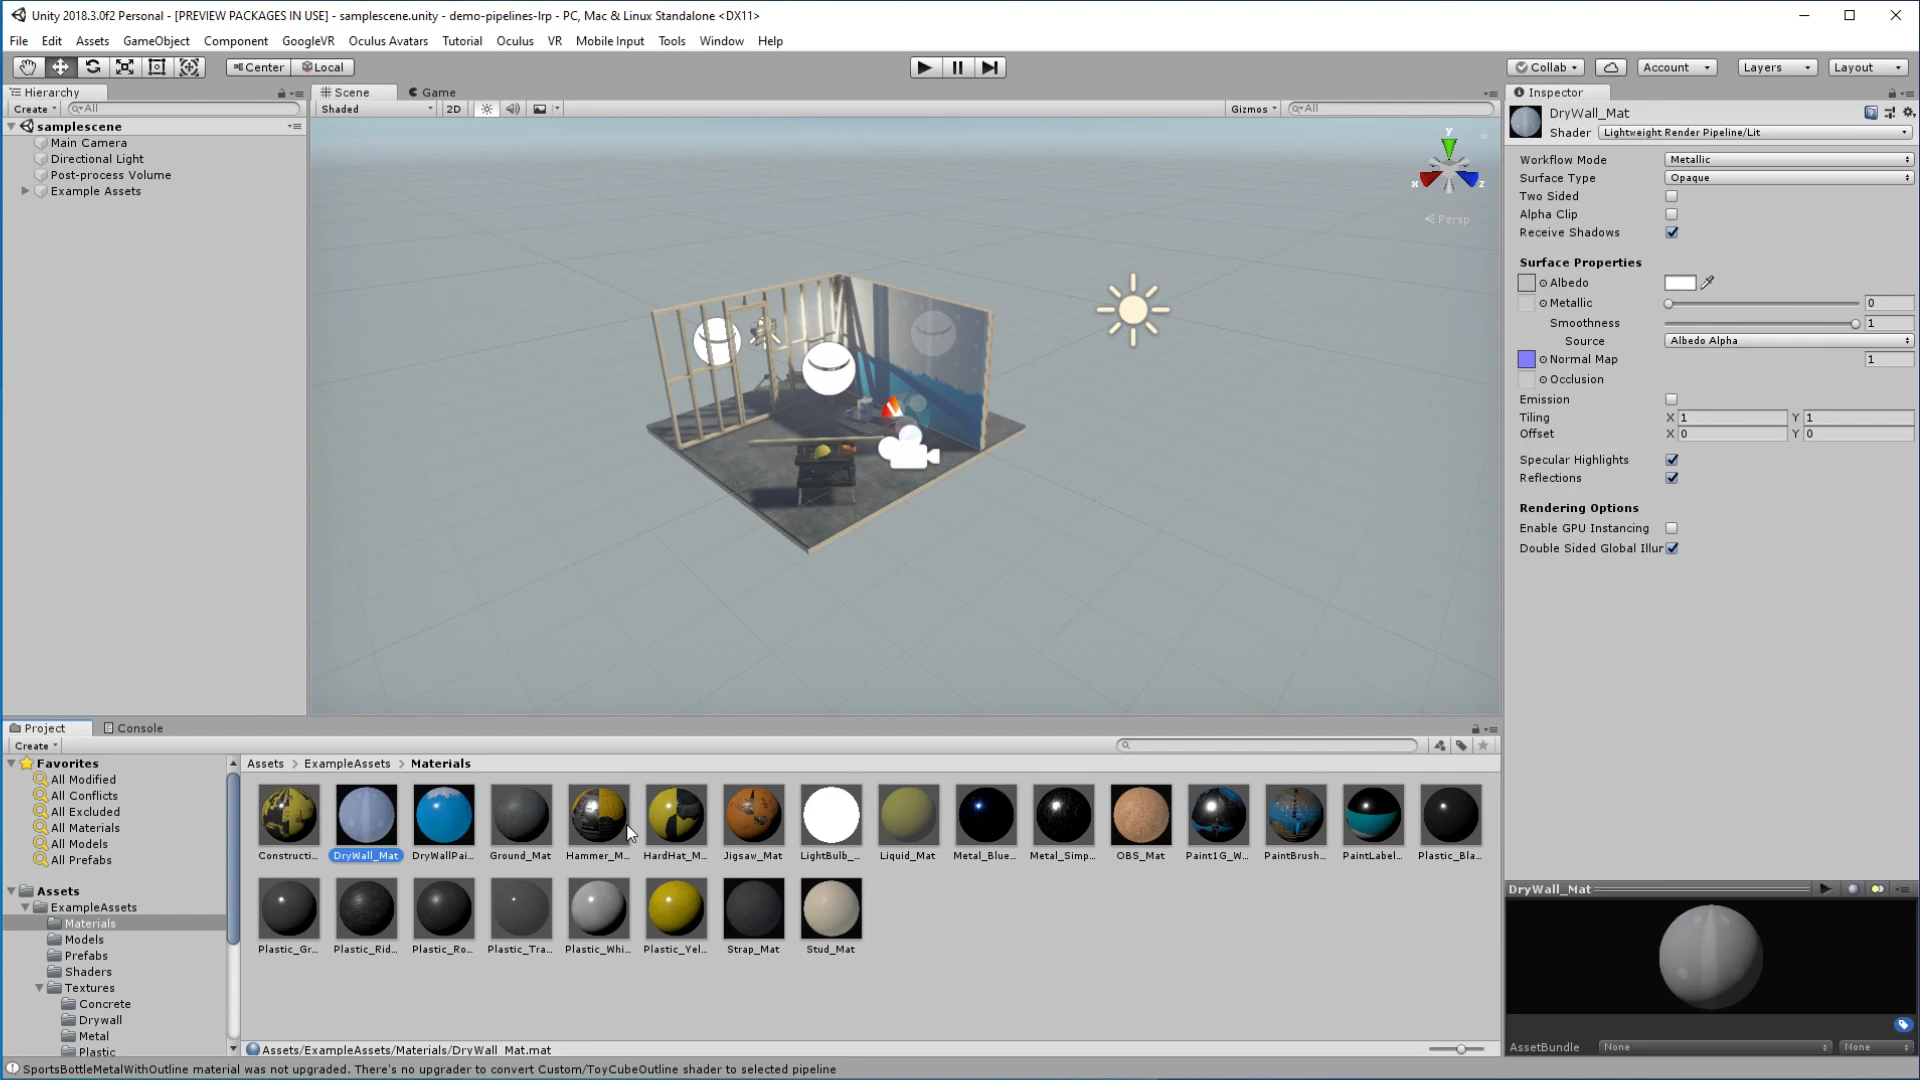 Unity 2018.3.0f2 Personal - [PREVIEW PACKAGES IN USE] - samplescene.unity - demo-pipelines-lrp - PC, Mac & Linux Standalone <DX11>
File Edit Assets GameObject Component GoogleVR Oculus Avatars Tutorial Oculus VR Mobile Input Tools Window Help
Center Local Collab Account Layers Layout
Hierarchy
Create All
samplescene
Main Camera
Directional Light
Post-process Volume
Example Assets
Scene Game
Shaded 2D Gizmos All
y
x z
Persp
Inspector
DryWall_Mat
Shader Lightweight Render Pipeline/Lit
Workflow Mode Metallic
Surface Type Opaque
Two Sided
Alpha Clip
Receive Shadows
Surface Properties
Albedo
Metallic 0
Smoothness 1
Source Albedo Alpha
Normal Map 1
Occlusion
Emission
Tiling X 1 Y 1
Offset X 0 Y 0
Specular Highlights
Reflections
Rendering Options
Enable GPU Instancing
Double Sided Global Illur
Project Console
Create
Favorites
All Modified
All Conflicts
All Excluded
All Materials
All Models
All Prefabs
Assets
ExampleAssets
Materials
Models
Prefabs
Shaders
Textures
Concrete
Drywall
Metal
Plastic
Assets > ExampleAssets > Materials
Constructi... DryWall_Mat DryWallPai... Ground_Mat Hammer_M... HardHat_M... Jigsaw_Mat LightBulb_... Liquid_Mat Metal_Blue... Metal_Simp... OBS_Mat Paint1G_W... PaintBrush... PaintLabel... Plastic_Bla...
Plastic_Gr... Plastic_Rid... Plastic_Ro... Plastic_Tra... Plastic_Whi... Plastic_Yel... Strap_Mat Stud_Mat
Assets/ExampleAssets/Materials/DryWall_Mat.mat
DryWall_Mat
AssetBundle None None
SportsBottleMetalWithOutline material was not upgraded. There's no upgrader to convert Custom/ToyCubeOutline shader to selected pipeline